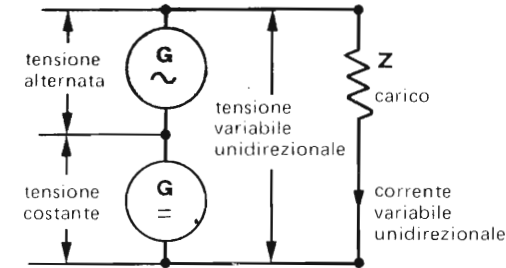 tensione
alternata
G
~
tensione
variabile
unidirezionale
Z
carico
tensione
costante
G
=
corrente
variabile
unidirezionale